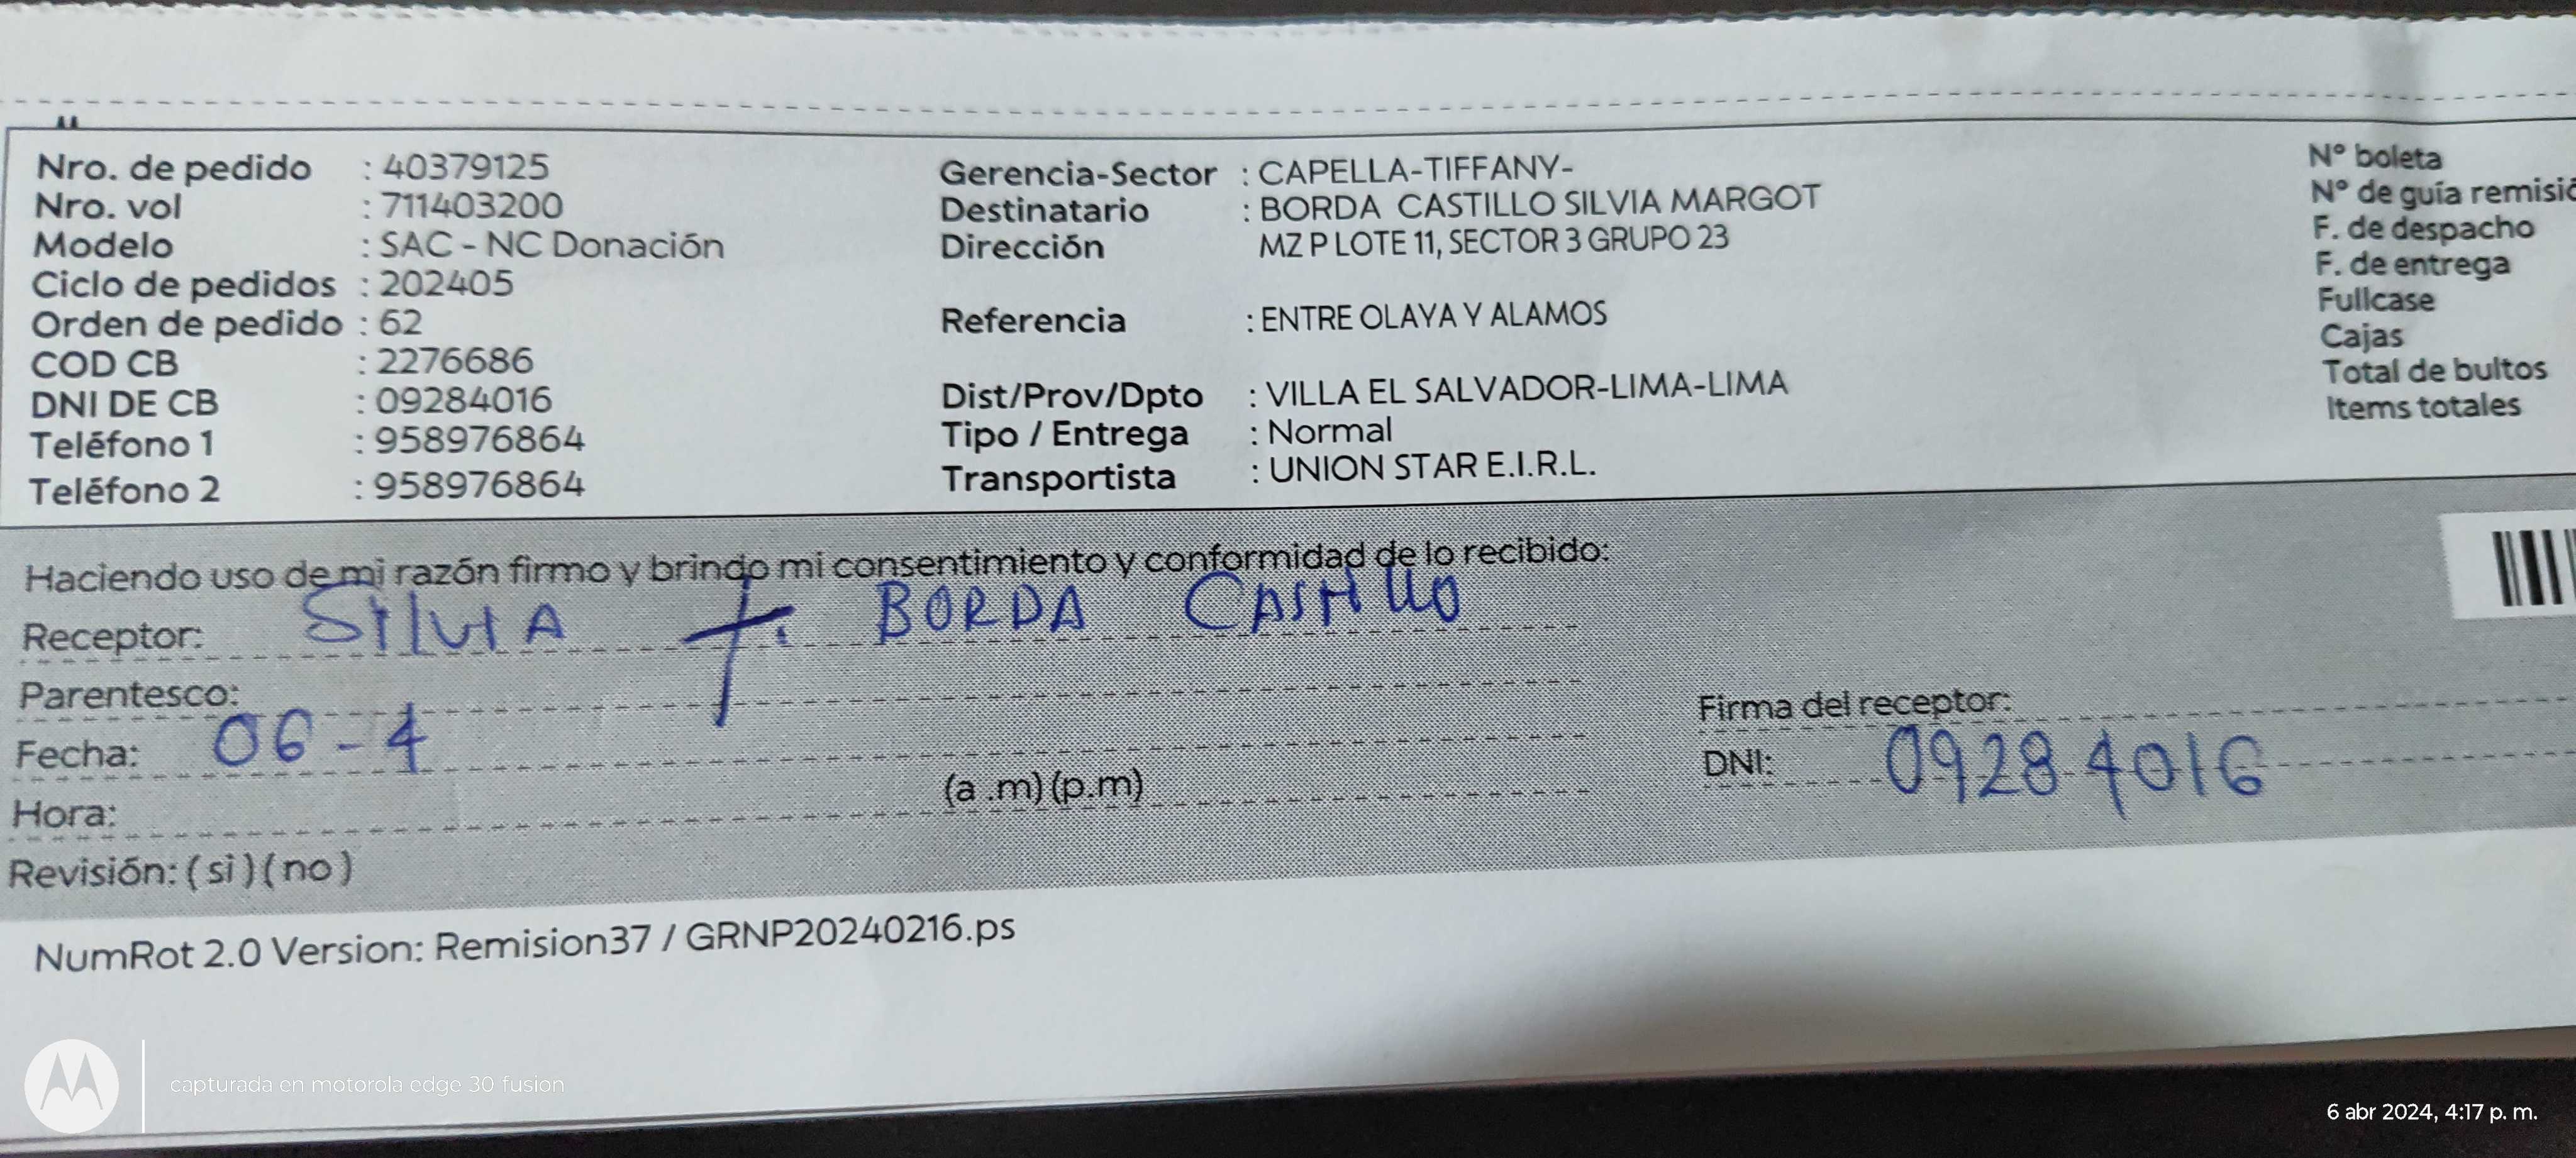 Nro. de pedido : 40379125
Nro. vol : 711403200
Modelo : SAC - NC Donación
Ciclo de pedidos : 202405
Orden de pedido : 62
COD CB : 2276686
DNI DE CB : 09284016
Teléfono 1 : 958976864
Teléfono 2 : 958976864
Gerencia-Sector : CAPELLA-TIFFANY-
Destinatario : BORDA CASTILLO SILVIA MARGOT
Dirección MZ P LOTE 11, SECTOR 3 GRUPO 23
Referencia : ENTRE OLAYA Y ALAMOS
Dist/Prov/Dpto : VILLA EL SALVADOR-LIMA-LIMA
Tipo / Entrega : Normal
Transportista : UNION STAR E.I.R.L.
N° boleta
N° de guía remisió
F. de despacho
F. de entrega
Fullcase
Cajas
Total de bultos
Items totales
Haciendo uso de mi razón firmo y brindo mi consentimiento y conformidad de lo recibido:
Receptor: SILVIA BORDA CASTILLO
Parentesco:
Fecha: 06-4
Hora: (a .m) (p.m)
Revisión: ( si ) ( no )
Firma del receptor:
DNI: 09284016
NumRot 2.0 Version: Remision37 / GRNP20240216.ps
capturada en motorola edge 30 fusion
6 abr 2024, 4:17 p. m.